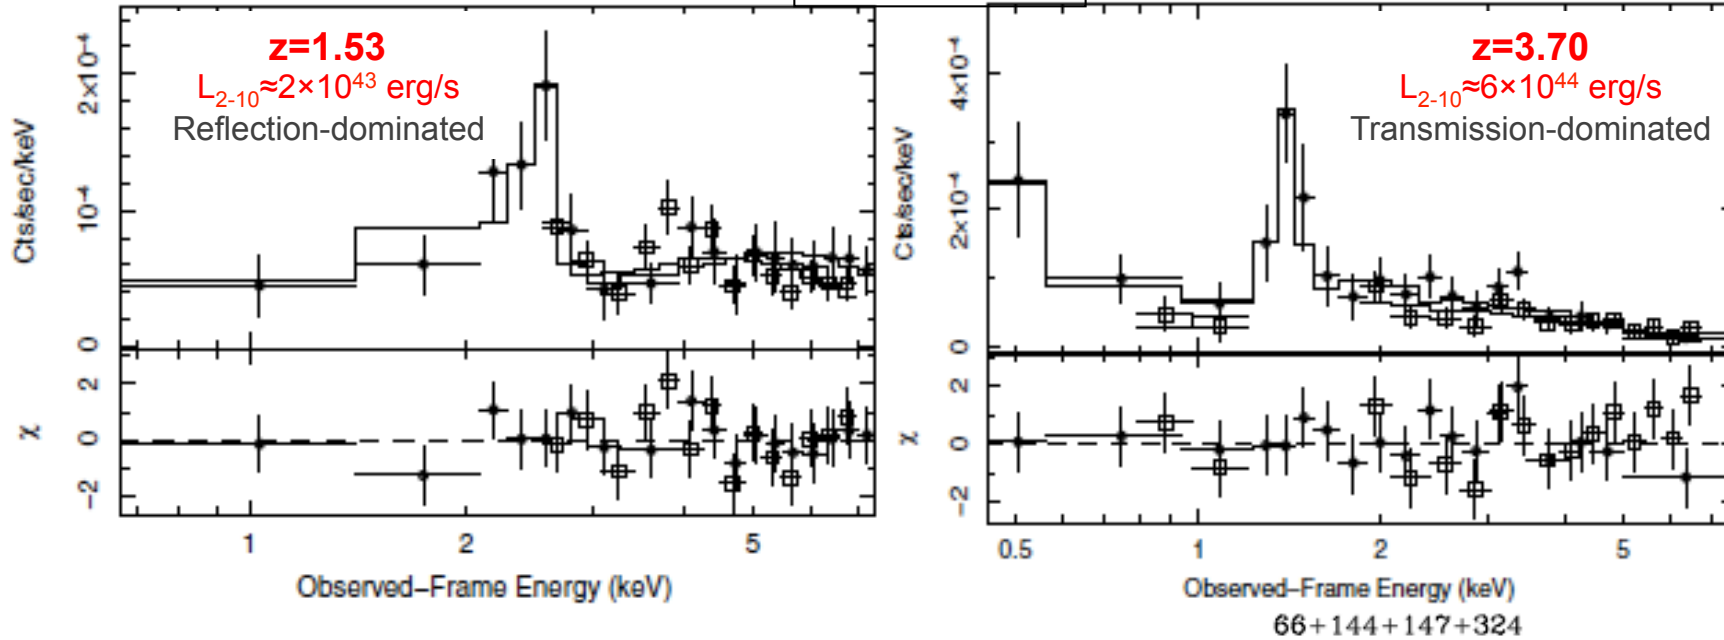 z=1.53
L2-10≈2×10^43 erg/s
Reflection-dominated
Cts/sec/keV
2×10⁻⁴
10⁻⁴
0
χ
2
0
−2
1 2 5
Observed−Frame Energy (keV)
z=3.70
L2-10≈6×10^44 erg/s
Transmission-dominated
Cts/sec/keV
4×10⁻⁴
2×10⁻⁴
0
χ
2
0
−2
0.5 1 2 5
Observed−Frame Energy (keV)
66+144+147+324